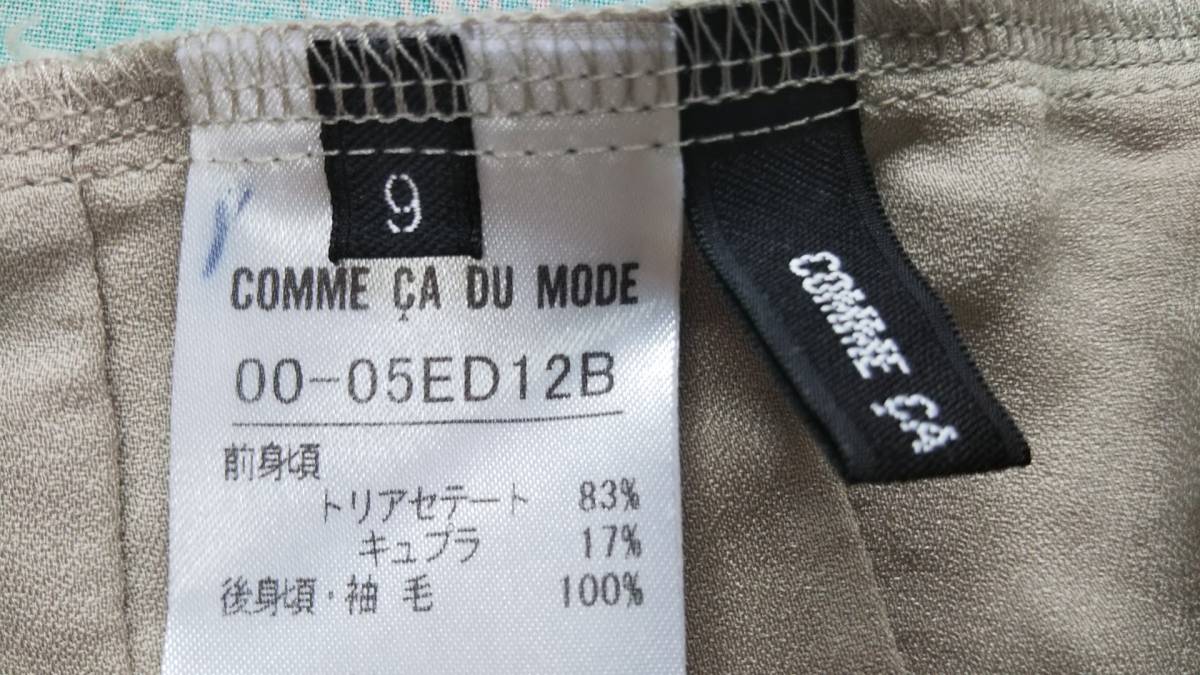 9
COMME ÇA DU MODE
00-05ED12B
前身頃
トリアセテート 83%
キュプラ 17%
後身頃・袖 毛 100%
COMME ÇA